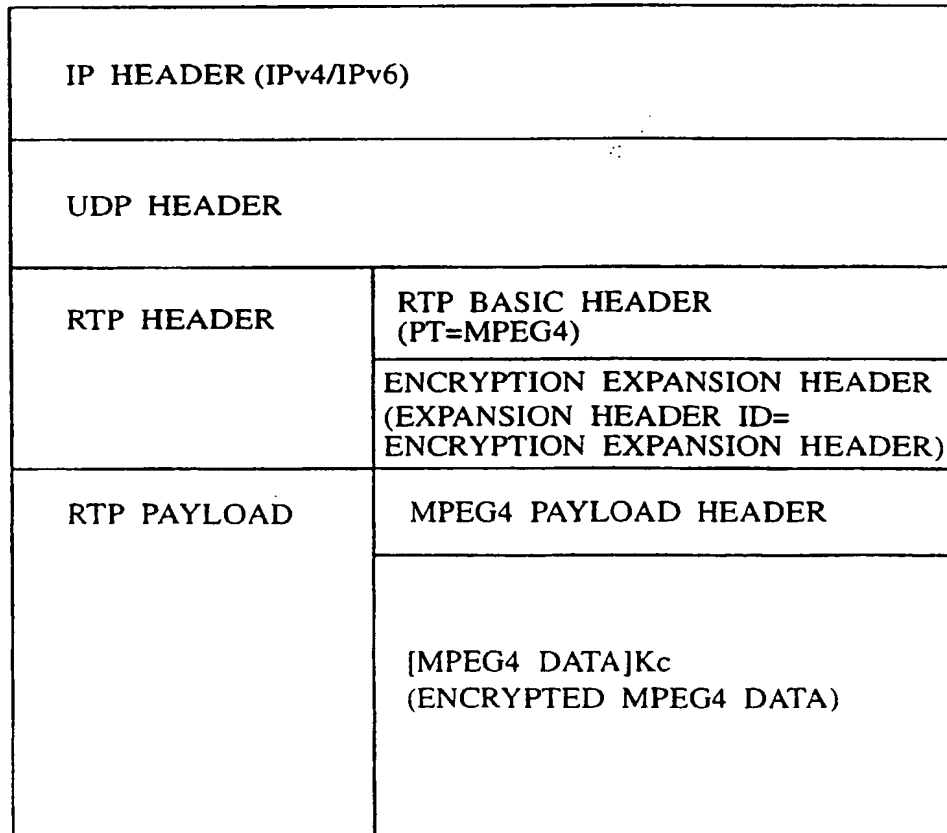 IP HEADER (IPv4/IPv6)
UDP HEADER
RTP HEADER
RTP BASIC HEADER
(PT=MPEG4)
ENCRYPTION EXPANSION HEADER
(EXPANSION HEADER ID=
ENCRYPTION EXPANSION HEADER)
RTP PAYLOAD
MPEG4 PAYLOAD HEADER
[MPEG4 DATA]Kc
(ENCRYPTED MPEG4 DATA)